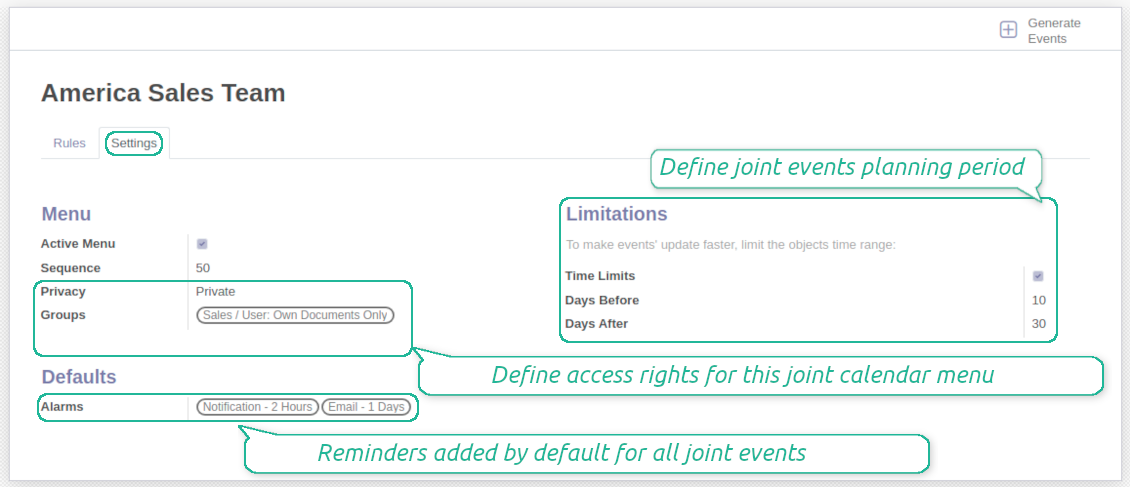 Generate
Events
America Sales Team
Rules
Settings
Define joint events planning period
Menu
Active Menu
Sequence 50
Privacy Private
Groups Sales / User: Own Documents Only
Limitations
To make events' update faster, limit the objects time range:
Time Limits
Days Before 10
Days After 30
Define access rights for this joint calendar menu
Defaults
Alarms Notification - 2 Hours Email - 1 Days
Reminders added by default for all joint events